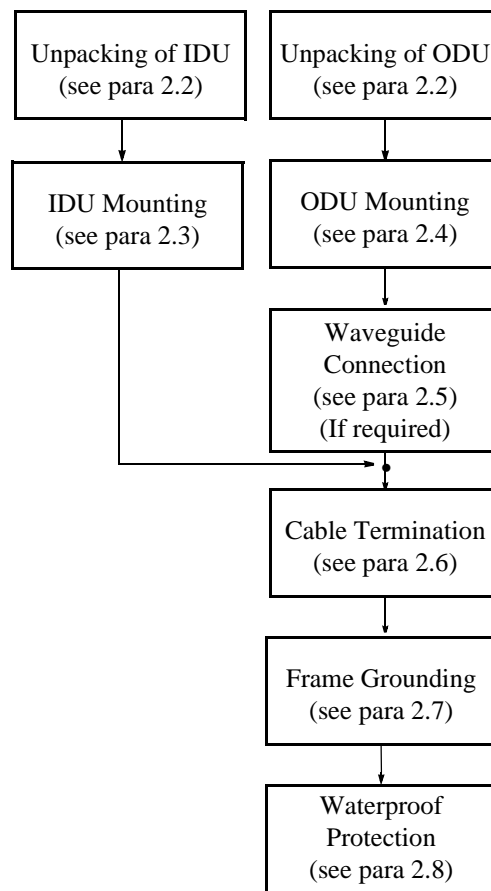 Unpacking of IDU
(see para 2.2)
Unpacking of ODU
(see para 2.2)
IDU Mounting
(see para 2.3)
ODU Mounting
(see para 2.4)
Waveguide
Connection
(see para 2.5)
(If required)
Cable Termination
(see para 2.6)
Frame Grounding
(see para 2.7)
Waterproof
Protection
(see para 2.8)